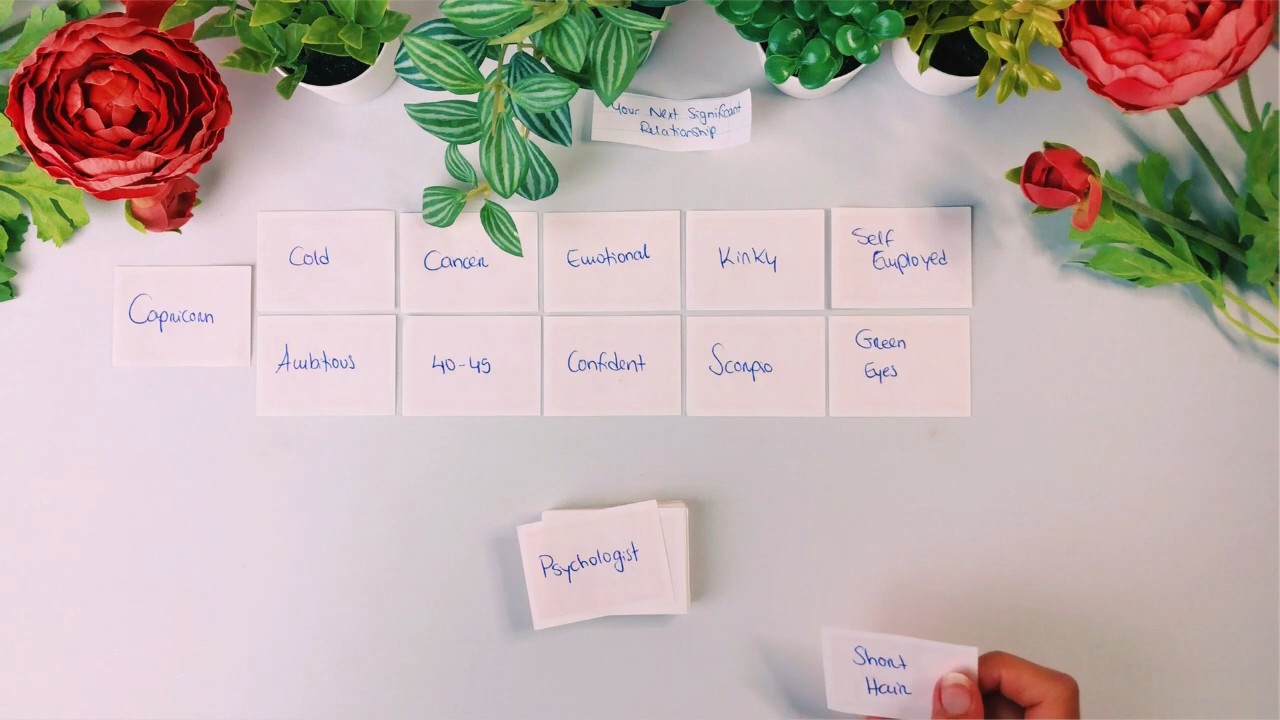 Your Next Significant
Relationship
Cold
Cancer
Emotional
Kinky
Self
Employed
Capricorn
Ambitious
40-45
Confident
Scorpio
Green
Eyes
Psychologist
Short
Hair